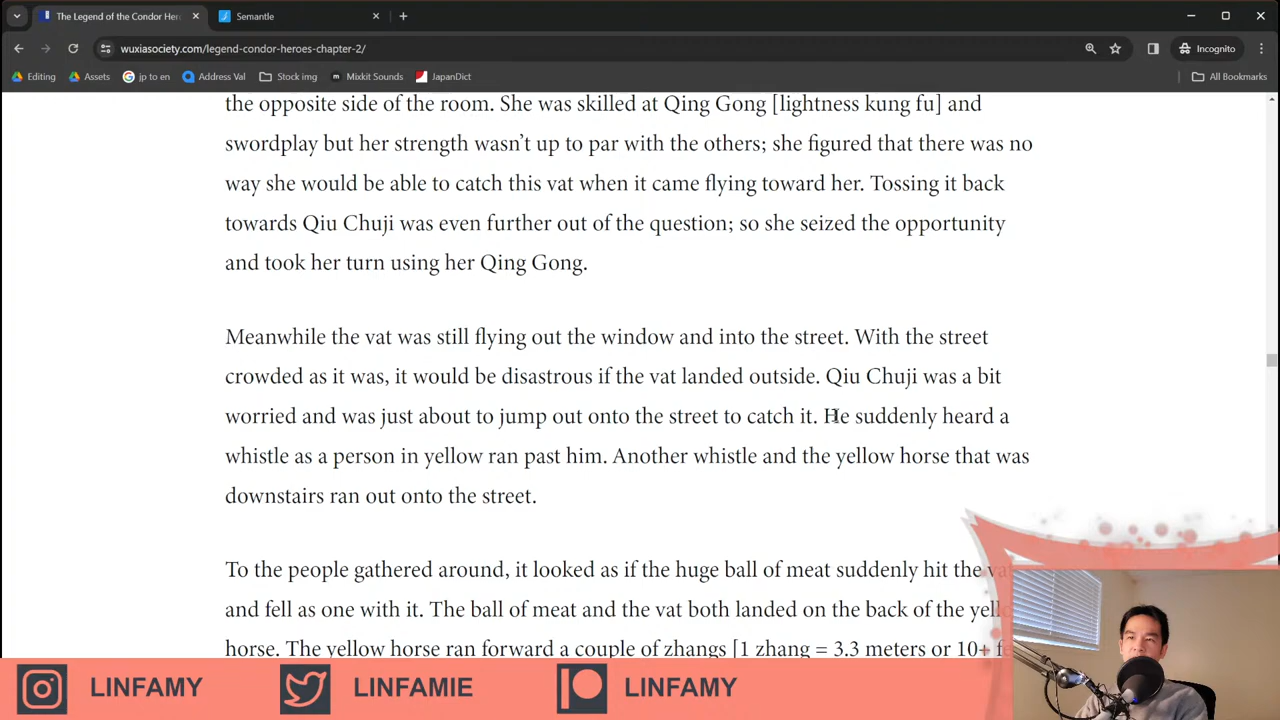 The Legend of the Condor Her
Semantle
wuxiasociety.com/legend-condor-heroes-chapter-2/
Incognito
Editing
Assets
jp to en
Address Val
Stock img
Mixkit Sounds
JapanDict
All Bookmarks
the opposite side of the room. She was skilled at Qing Gong [lightness kung fu] and
swordplay but her strength wasn’t up to par with the others; she figured that there was no
way she would be able to catch this vat when it came flying toward her. Tossing it back
towards Qiu Chuji was even further out of the question; so she seized the opportunity
and took her turn using her Qing Gong.
Meanwhile the vat was still flying out the window and into the street. With the street
crowded as it was, it would be disastrous if the vat landed outside. Qiu Chuji was a bit
worried and was just about to jump out onto the street to catch it. He suddenly heard a
whistle as a person in yellow ran past him. Another whistle and the yellow horse that was
downstairs ran out onto the street.
To the people gathered around, it looked as if the huge ball of meat suddenly hit the va
and fell as one with it. The ball of meat and the vat both landed on the back of the yell
horse. The yellow horse ran forward a couple of zhangs [1 zhang = 3.3 meters or 10+ fe
LINFAMY
LINFAMIE
LINFAMY